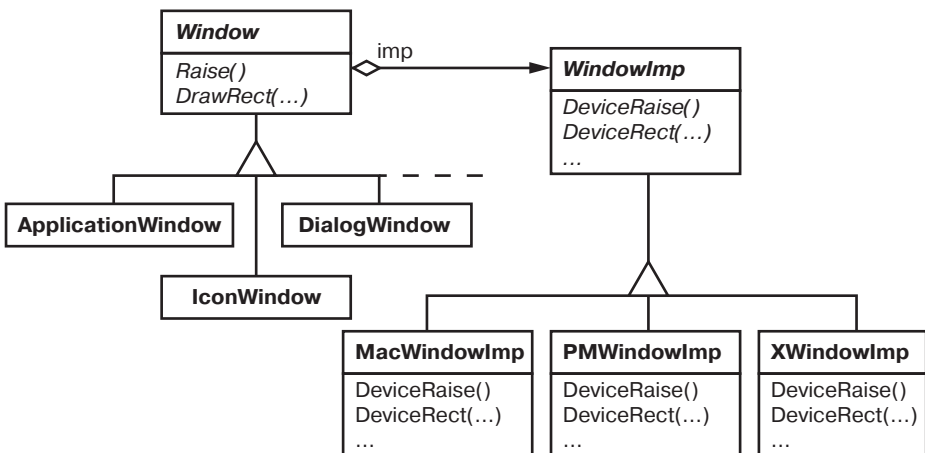 Window
Raise()
DrawRect(...)
imp
WindowImp
DeviceRaise()
DeviceRect(...)
...
ApplicationWindow
DialogWindow
IconWindow
MacWindowImp
DeviceRaise()
DeviceRect(...)
...
PMWindowImp
DeviceRaise()
DeviceRect(...)
...
XWindowImp
DeviceRaise()
DeviceRect(...)
...